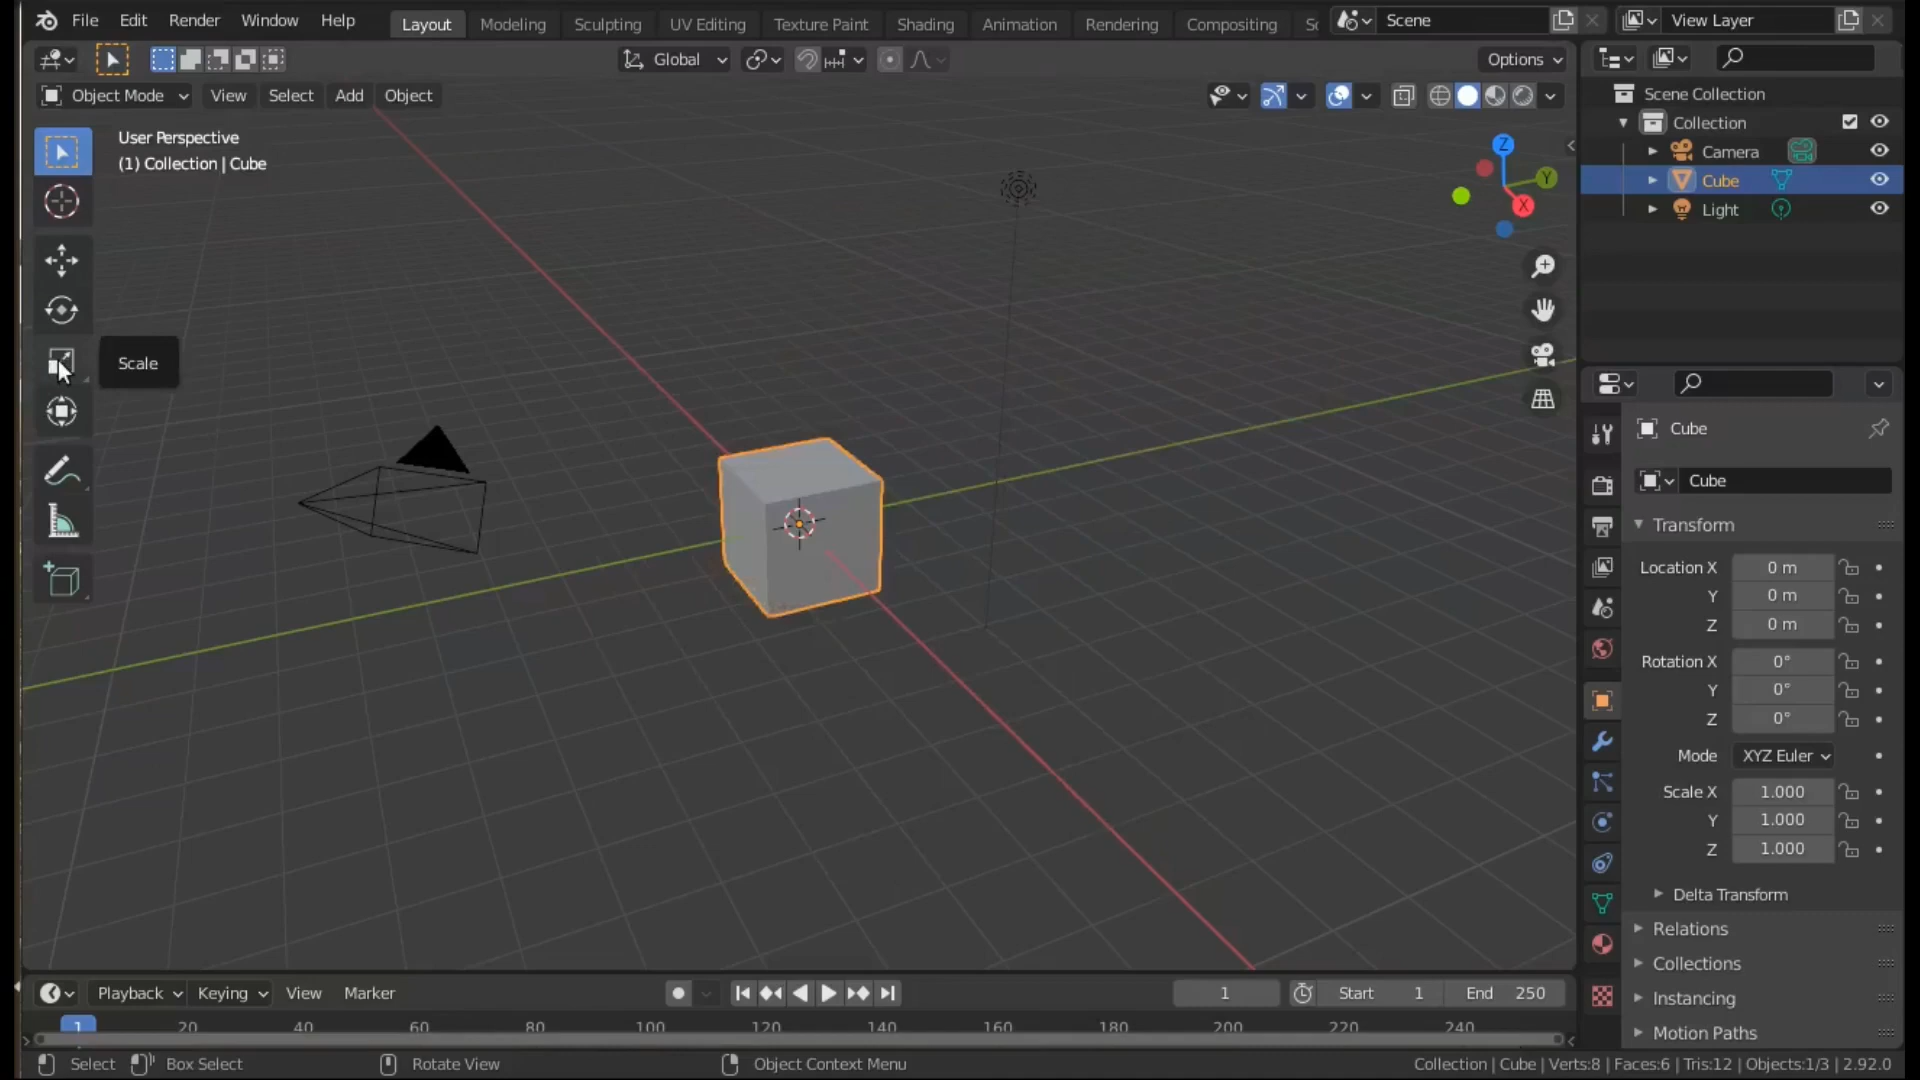 File Edit Render Window Help Layout Modeling Sculpting UV Editing Texture Paint Shading Animation Rendering Compositing Sc Scene View Layer
Global Options
Object Mode View Select Add Object
User Perspective
(1) Collection | Cube
Scale
Z
Y
X
Scene Collection
Collection
Camera
Cube
Light
Cube
Cube
Transform
Location X 0 m
Y 0 m
Z 0 m
Rotation X 0°
Y 0°
Z 0°
Mode XYZ Euler
Scale X 1.000
Y 1.000
Z 1.000
Delta Transform
Relations
Collections
Instancing
Motion Paths
Playback Keying View Marker 1 Start 1 End 250
1 20 40 60 80 100 120 140 160 180 200 220 240
Select Box Select Rotate View Object Context Menu Collection | Cube | Verts:8 | Faces:6 | Tris:12 | Objects:1/3 | 2.92.0